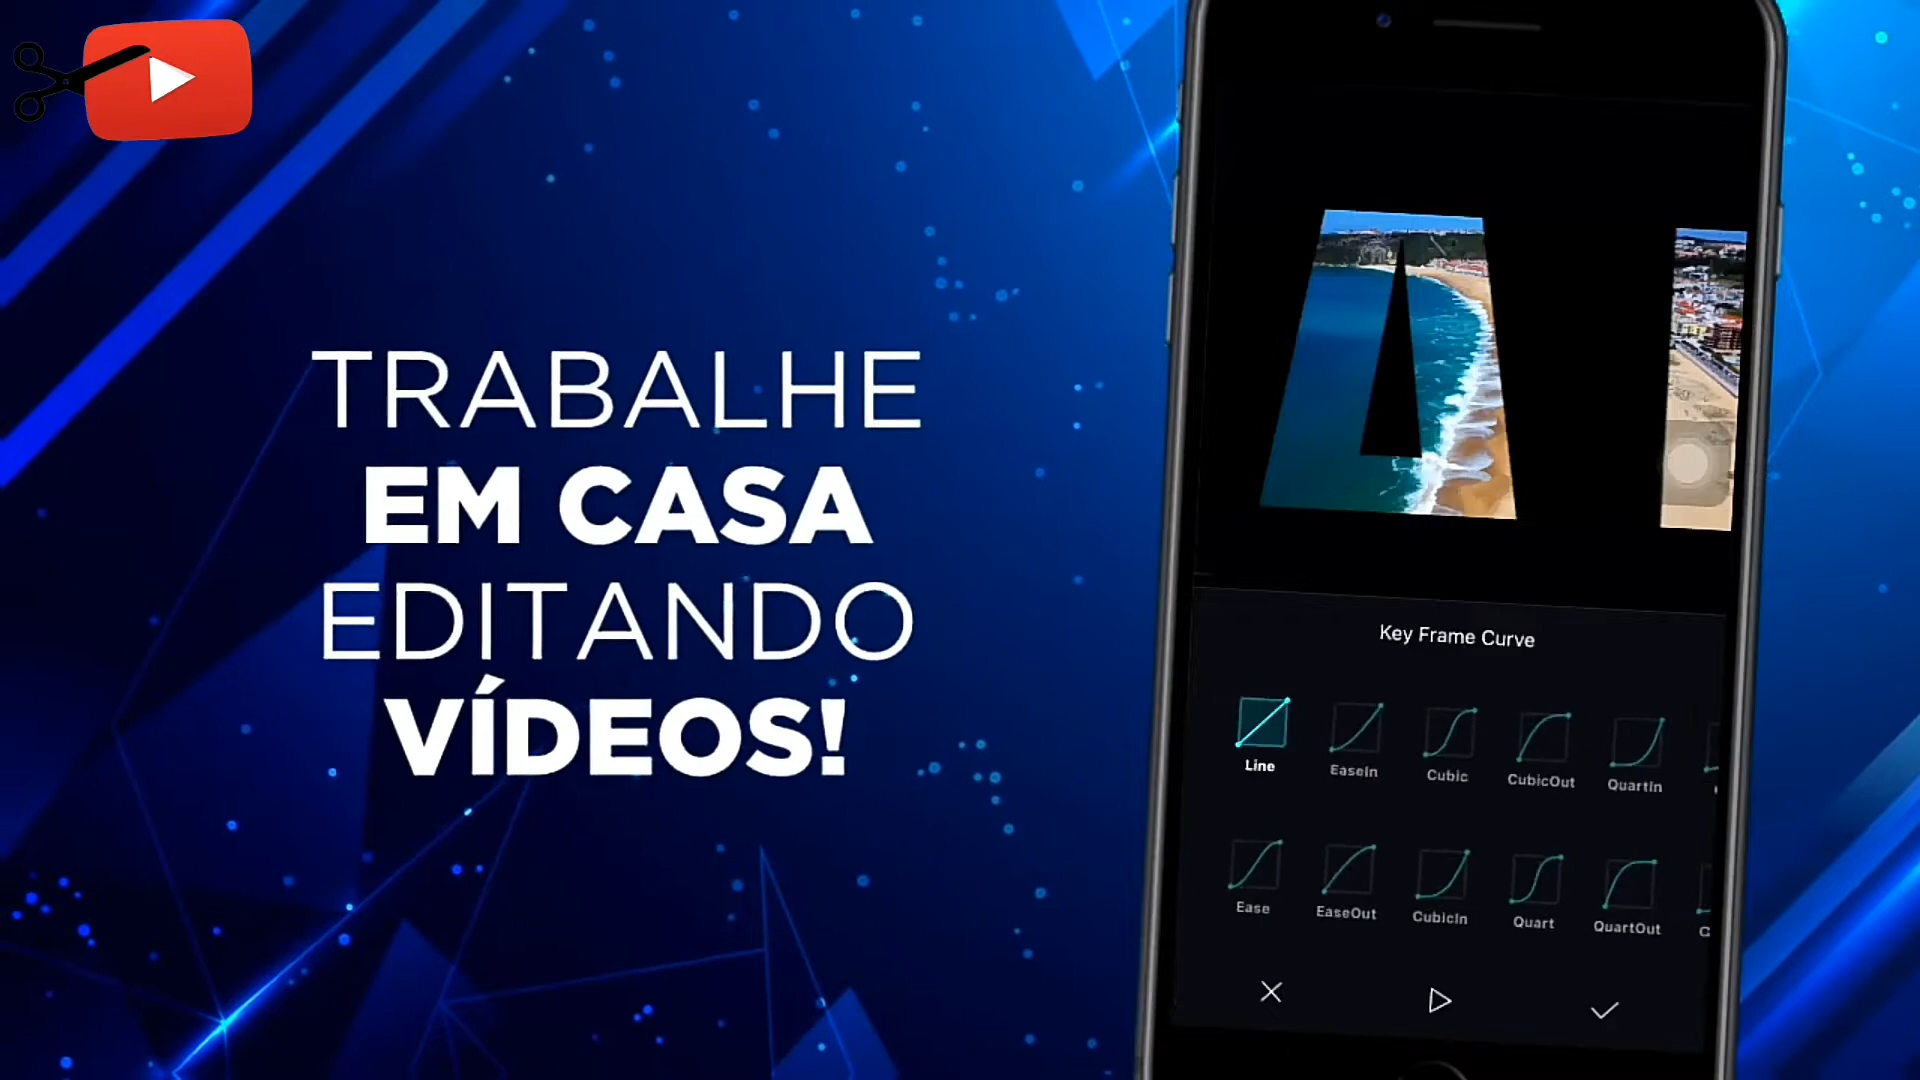 TRABALHE
EM CASA
EDITANDO
VÍDEOS!
Key Frame Curve
Line
EaseIn
Cubic
CubicOut
QuartIn
Ease
EaseOut
CubicIn
Quart
QuartOut